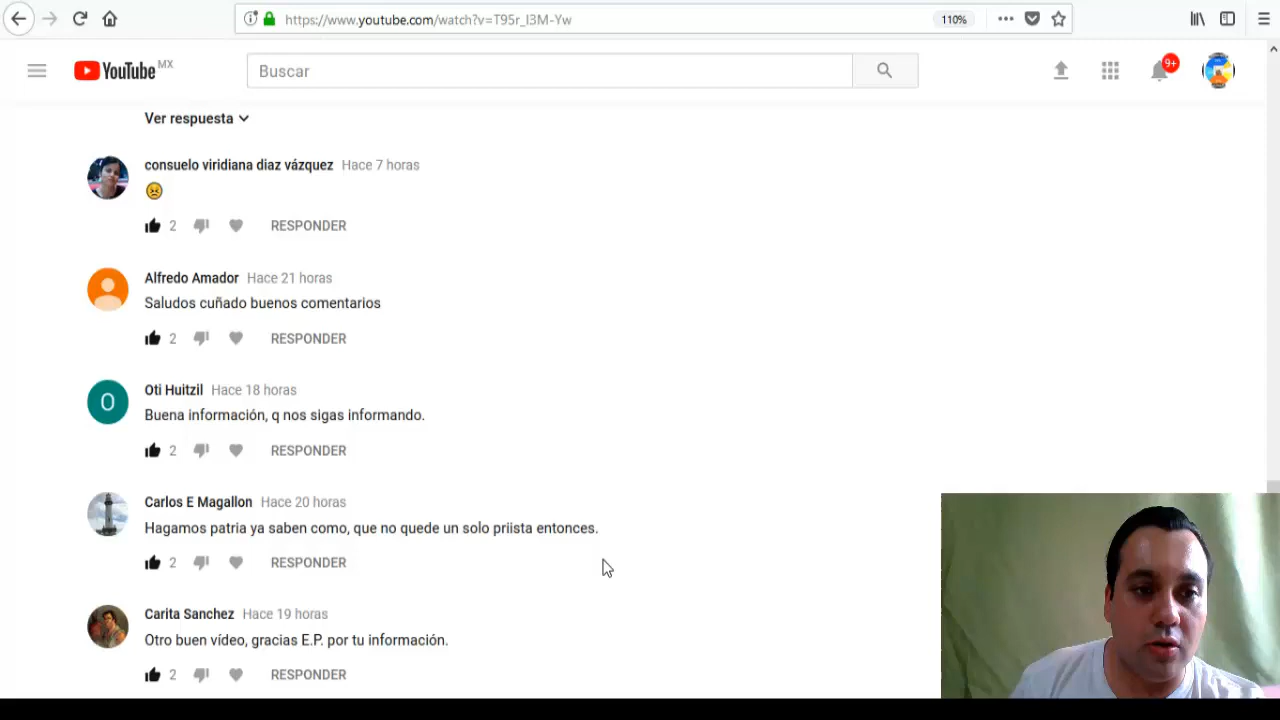 https://www.youtube.com/watch?v=T95r_I3M-Yw
110%
YouTube MX
Buscar
9+
Ver respuesta
consuelo viridiana diaz vázquez Hace 7 horas
2 RESPONDER
Alfredo Amador Hace 21 horas
Saludos cuñado buenos comentarios
2 RESPONDER
O
Oti Huitzil Hace 18 horas
Buena información, q nos sigas informando.
2 RESPONDER
Carlos E Magallon Hace 20 horas
Hagamos patria ya saben como, que no quede un solo priista entonces.
2 RESPONDER
Carita Sanchez Hace 19 horas
Otro buen vídeo, gracias E.P. por tu información.
2 RESPONDER